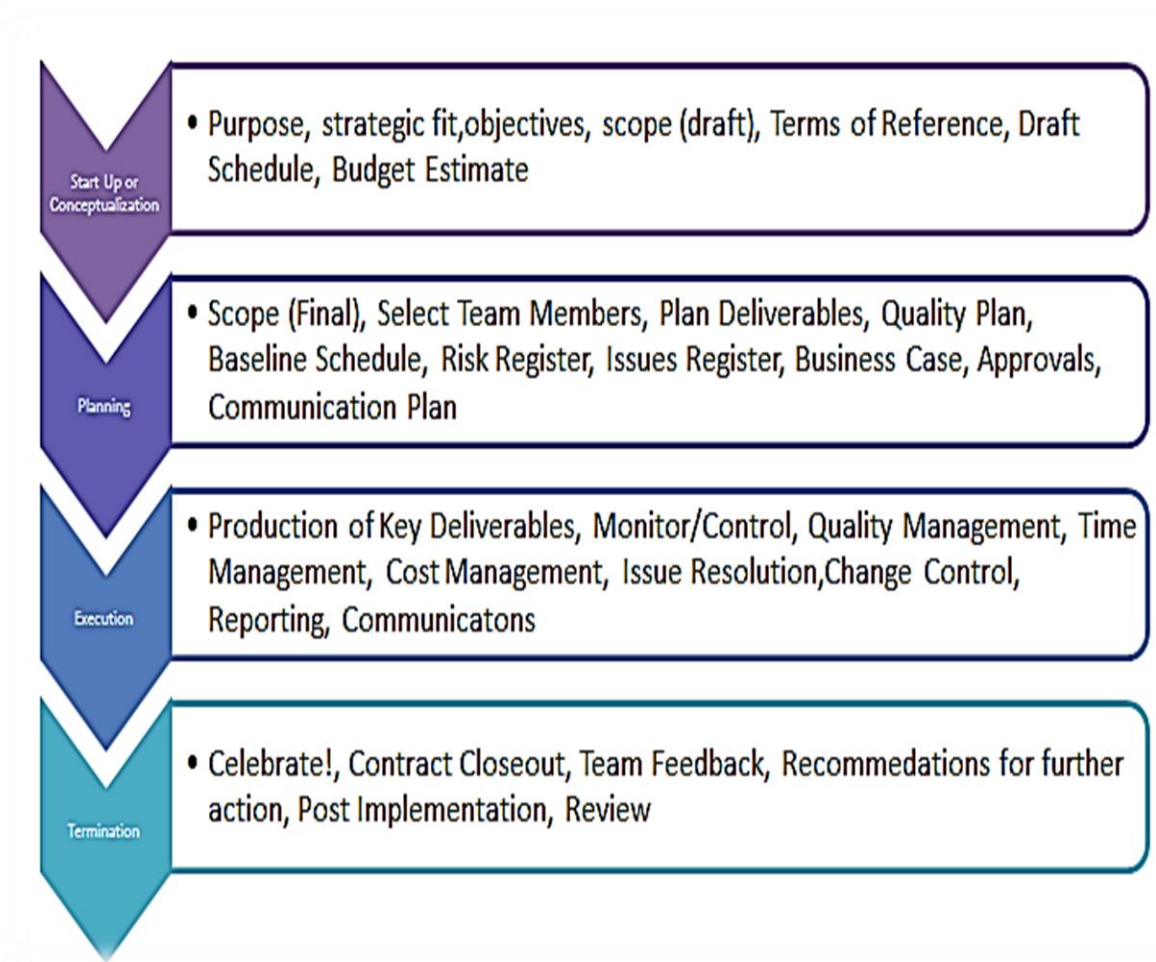 Start Up or
Conceptualization
• Purpose, strategic fit,objectives, scope (draft), Terms of Reference, Draft
Schedule, Budget Estimate
Planning
• Scope (Final), Select Team Members, Plan Deliverables, Quality Plan,
Baseline Schedule, Risk Register, Issues Register, Business Case, Approvals,
Communication Plan
Execution
• Production of Key Deliverables, Monitor/Control, Quality Management, Time
Management, Cost Management, Issue Resolution,Change Control,
Reporting, Communicatons
Termination
• Celebrate!, Contract Closeout, Team Feedback, Recommedations for further
action, Post Implementation, Review